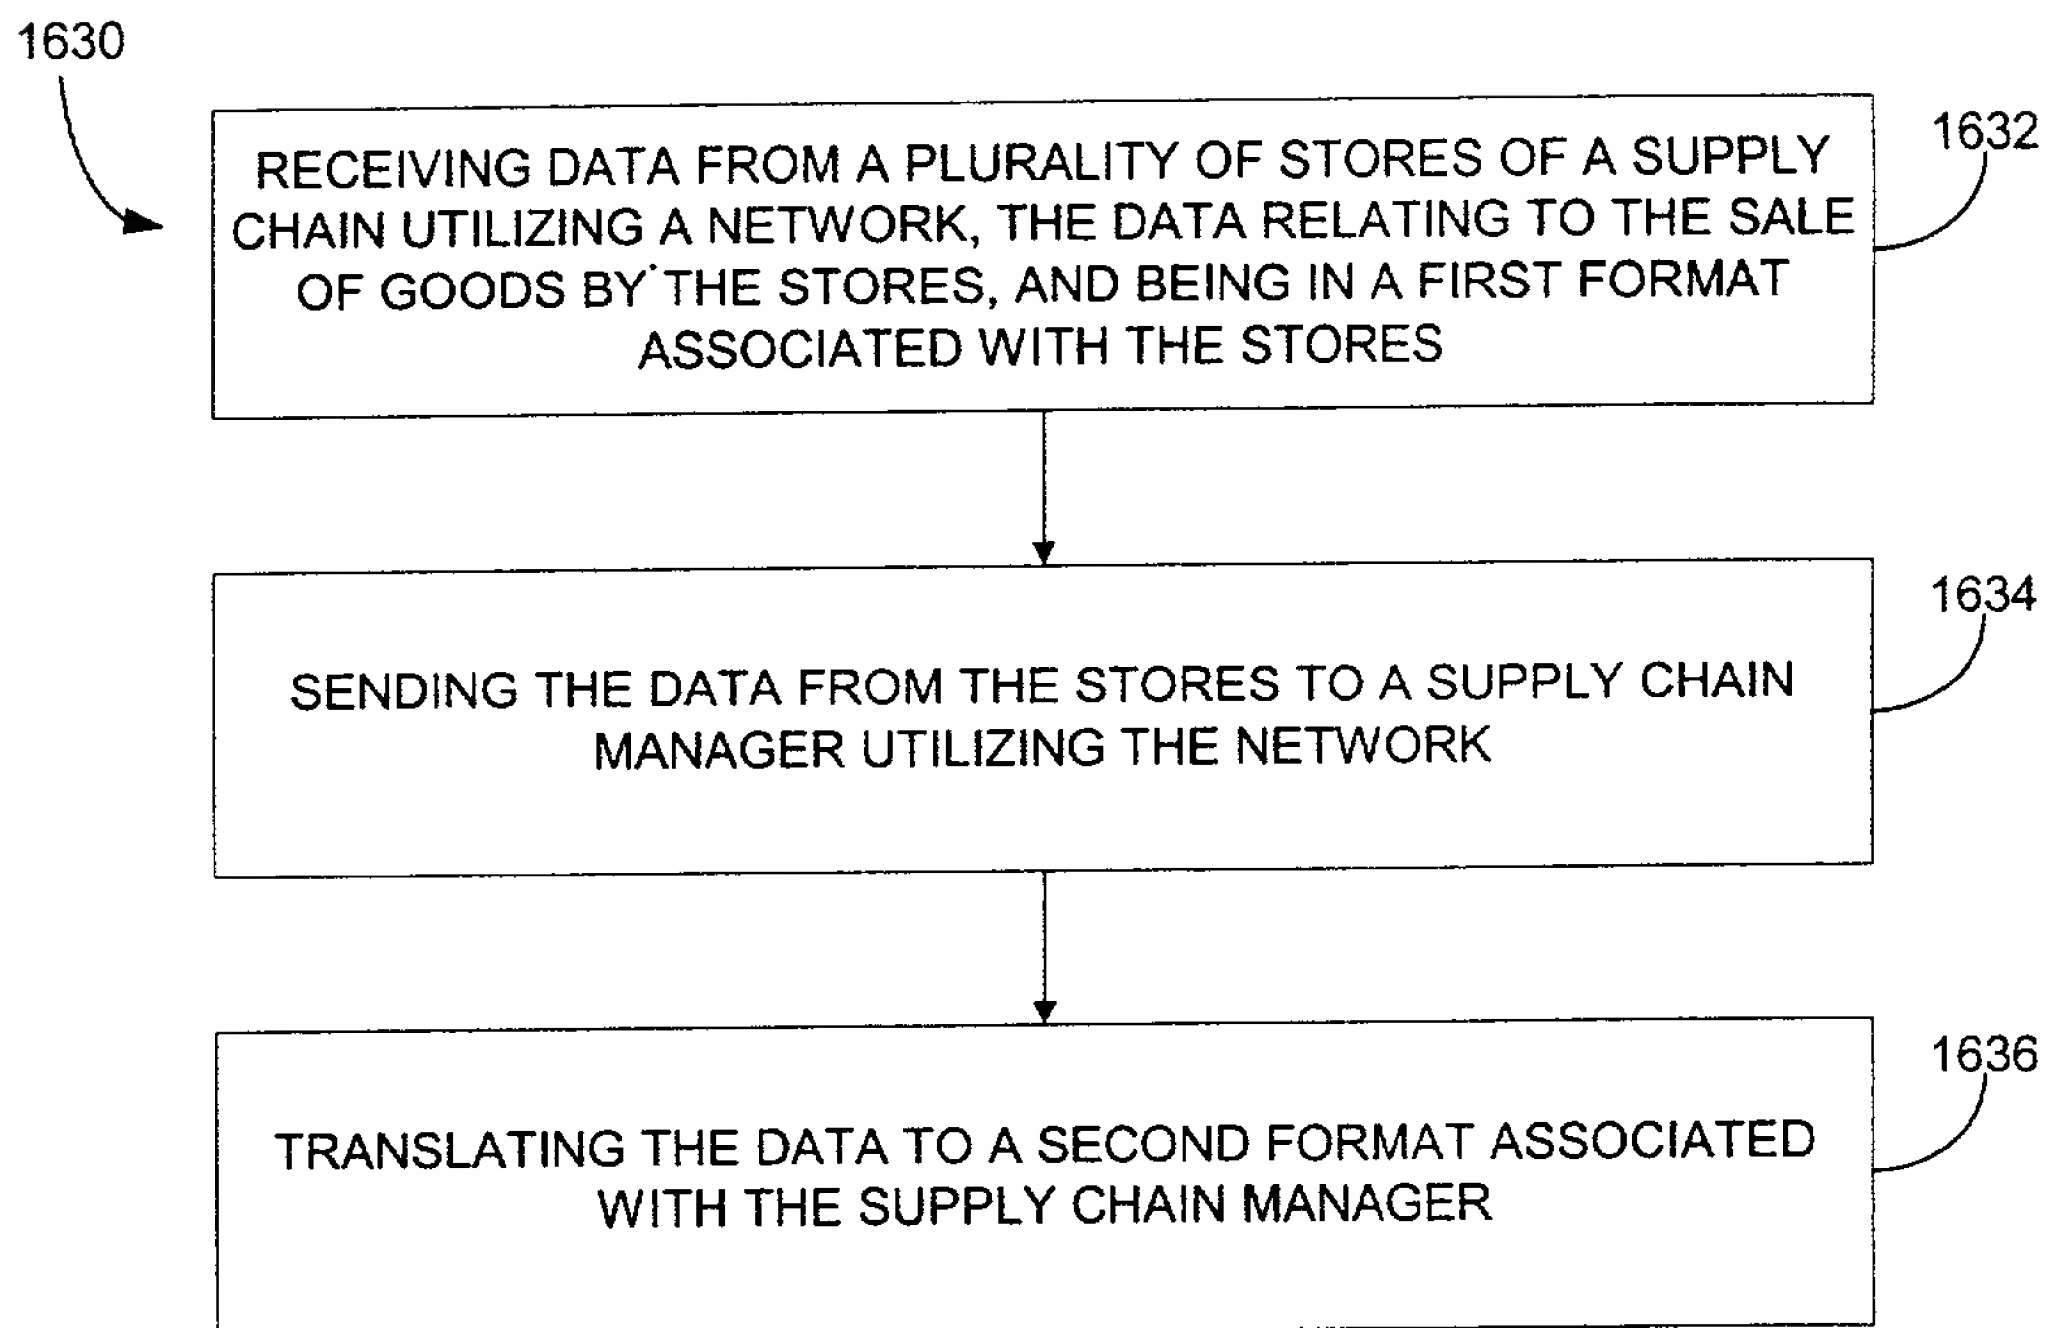 1630
1632
RECEIVING DATA FROM A PLURALITY OF STORES OF A SUPPLY
CHAIN UTILIZING A NETWORK, THE DATA RELATING TO THE SALE
OF GOODS BY THE STORES, AND BEING IN A FIRST FORMAT
ASSOCIATED WITH THE STORES
1634
SENDING THE DATA FROM THE STORES TO A SUPPLY CHAIN
MANAGER UTILIZING THE NETWORK
1636
TRANSLATING THE DATA TO A SECOND FORMAT ASSOCIATED
WITH THE SUPPLY CHAIN MANAGER